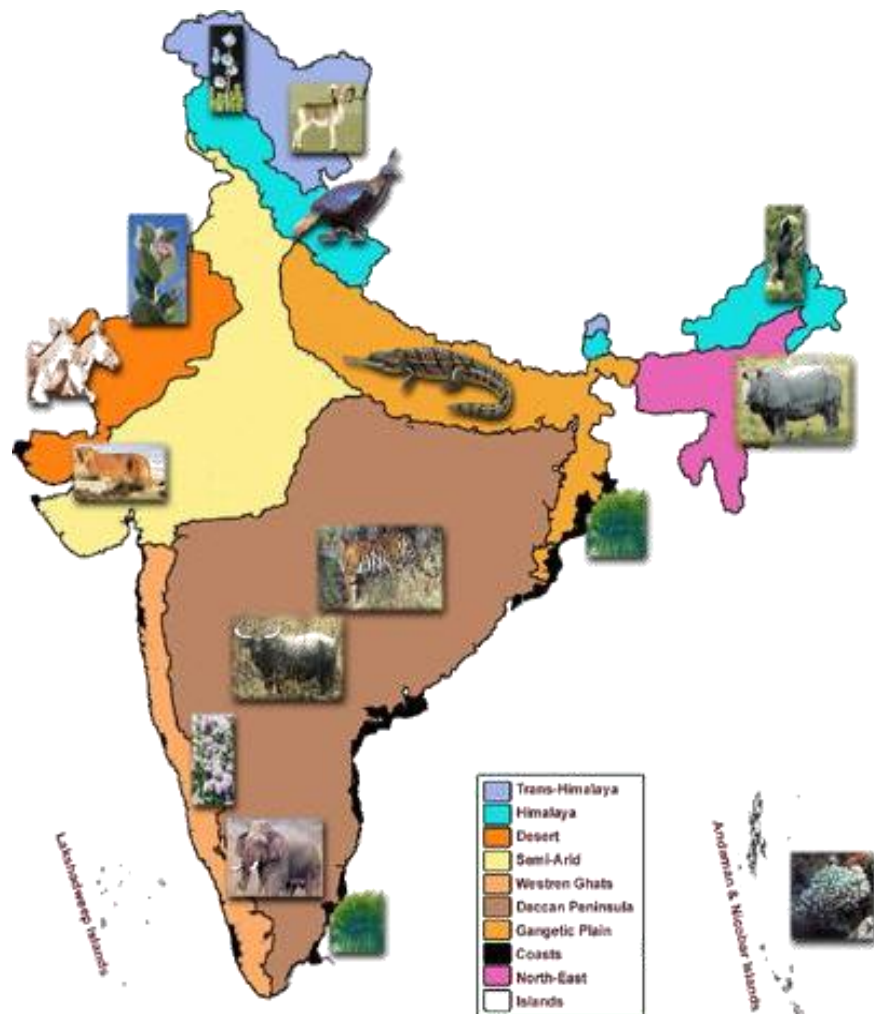 Trans-Himalaya
Himalaya
Desert
Semi-Arid
Westren Ghats
Daccan Peninsula
Gangetic Plain
Coasts
North-East
Islands
Lakshadweep Islands
Andaman & Nicobar Islands